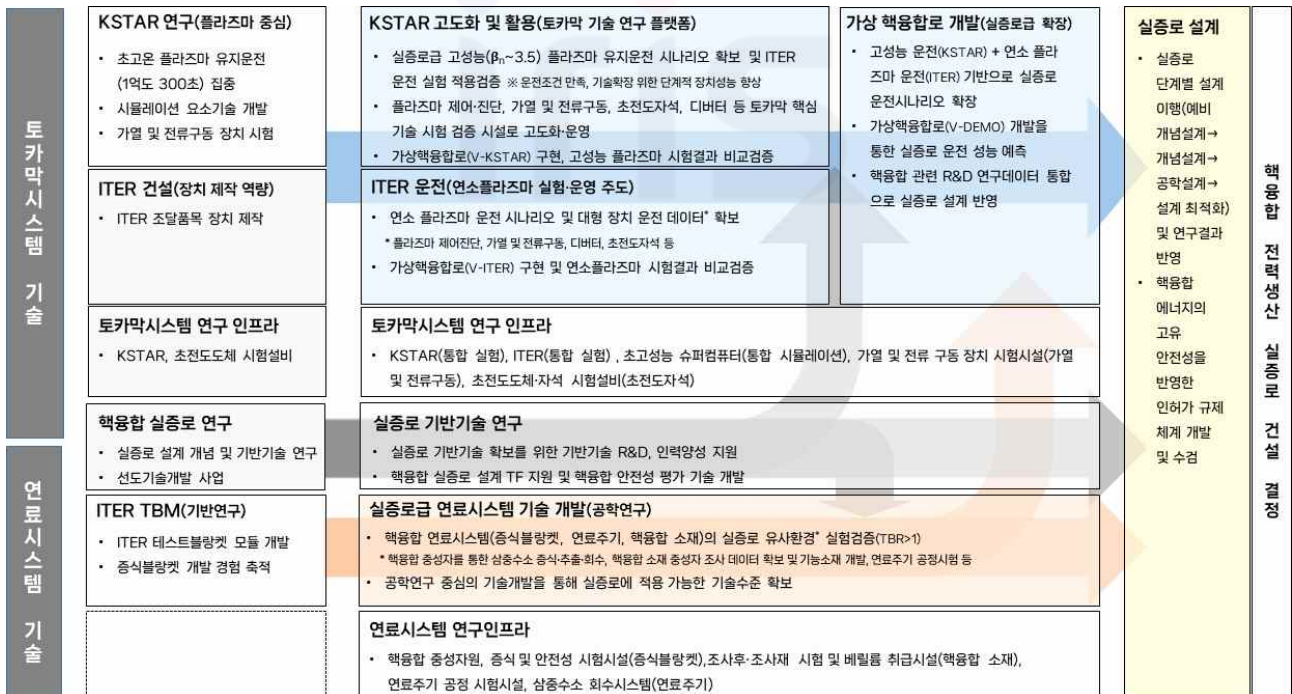 토카막시스템 기술
KSTAR 연구(플라즈마 중심)
• 초고온 플라즈마 유지운전
(1억도 300초) 집중
• 시뮬레이션 요소기술 개발
• 가열 및 전류구동 장치 시험
KSTAR 고도화 및 활용(토카막 기술 연구 플랫폼)
• 실증로급 고성능(βn~3.5) 플라즈마 유지운전 시나리오 확보 및 ITER
운전 실험 적용검증 ※ 운전조건 만족, 기술확장 위한 단계적 장치성능 향상
• 플라즈마 제어·진단, 가열 및 전류구동, 초전도자석, 디버터 등 토카막 핵심
기술 시험 검증 시설로 고도화·운영
• 가상핵융합로(V-KSTAR) 구현, 고성능 플라즈마 시험결과 비교검증
가상 핵융합로 개발(실증로급 확장)
• 고성능 운전(KSTAR) + 연소 플라
즈마 운전(ITER) 기반으로 실증로
운전시나리오 확장
• 가상핵융합로(V-DEMO) 개발을
통한 실증로 운전 성능 예측
• 핵융합 관련 R&D 연구데이터 통합
으로 실증로 설계 반영
ITER 건설(장치 제작 역량)
• ITER 조달품목 장치 제작
ITER 운전(연소플라즈마 실험·운영 주도)
• 연소 플라즈마 운전 시나리오 및 대형 장치 운전 데이터* 확보
* 플라즈마 제어진단, 가열 및 전류구동, 디버터, 초전도자석 등
• 가상핵융합로(V-ITER) 구현 및 연소플라즈마 시험결과 비교검증
토카막시스템 연구 인프라
• KSTAR, 초전도도체 시험설비
토카막시스템 연구 인프라
• KSTAR(통합 실험), ITER(통합 실험) , 초고성능 슈퍼컴퓨터(통합 시뮬레이션), 가열 및 전류 구동 장치 시험시설(가열
및 전류구동), 초전도도체·자석 시험설비(초전도자석)
핵융합 실증로 연구
• 실증로 설계 개념 및 기반기술 연구
• 선도기술개발 사업
실증로 기반기술 연구
• 실증로 기반기술 확보를 위한 기반기술 R&D, 인력양성 지원
• 핵융합 실증로 설계 TF 지원 및 핵융합 안전성 평가 기술 개발
연료시스템 기술
ITER TBM(기반연구)
• ITER 테스트블랑켓 모듈 개발
• 증식블랑켓 개발 경험 축적
실증로급 연료시스템 기술 개발(공학연구)
• 핵융합 연료시스템(증식블랑켓, 연료주기, 핵융합 소재)의 실증로 유사환경* 실험검증(TBR>1)
* 핵융합 중성자를 통한 삼중수소 증식·추출·회수, 핵융합 소재 중성자 조사 데이터 확보 및 기능소재 개발, 연료주기 공정시험 등
• 공학연구 중심의 기술개발을 통해 실증로에 적용 가능한 기술수준 확보
연료시스템 연구인프라
• 핵융합 중성자원, 증식 및 안전성 시험시설(증식블랑켓),조사후·조사재 시험 및 베릴륨 취급시설(핵융합 소재),
연료주기 공정 시험시설, 삼중수소 회수시스템(연료주기)
실증로 설계
• 실증로
단계별 설계
이행(예비
개념설계→
개념설계→
공학설계→
설계 최적화)
및 연구결과
반영
• 핵융합
에너지의
고유
안전성을
반영한
인허가 규제
체계 개발
및 수검
핵융합 전력생산 실증로 건설 결정